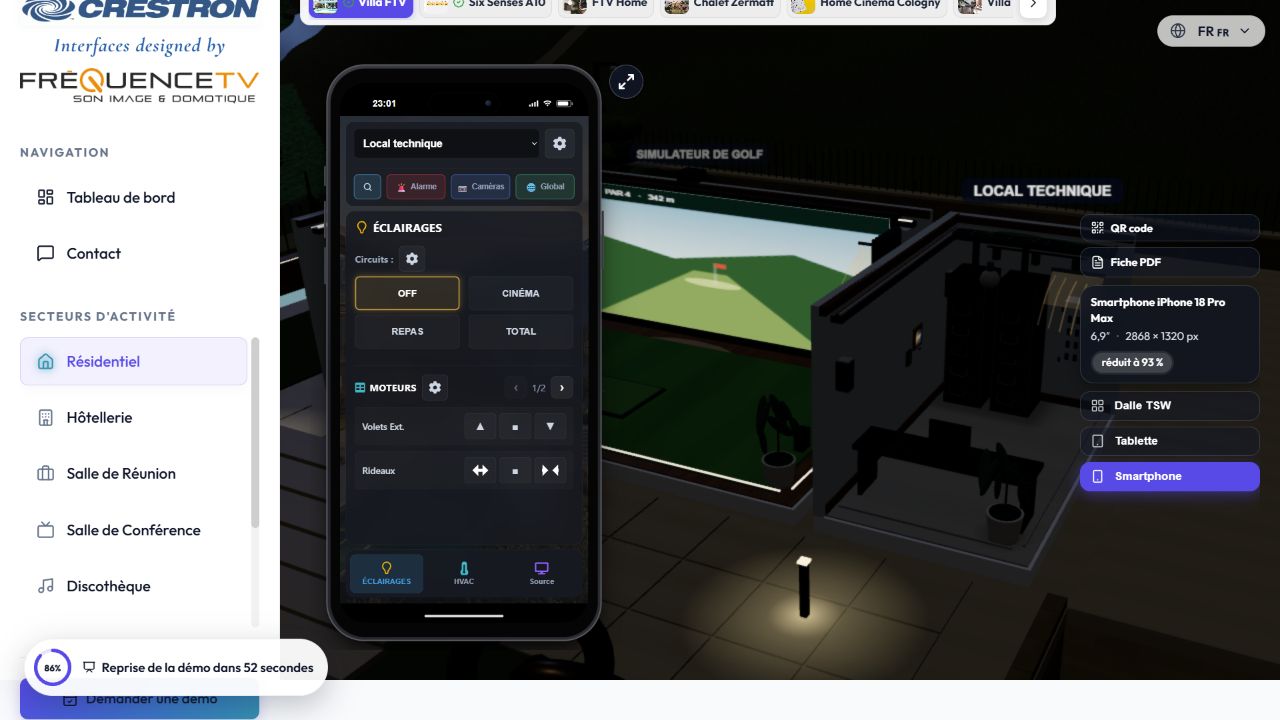 CRESTRON
Interfaces designed by
FRÉQUENCETV
SON IMAGE & DOMOTIQUE
NAVIGATION
Tableau de bord
Contact
SECTEURS D'ACTIVITÉ
Résidentiel
Hôtellerie
Salle de Réunion
Salle de Conférence
Discothèque
86%
Reprise de la démo dans 52 secondes
Demander une démo
Villa FTV
Six Senses A10
FTV Home
Chalet Zermatt
Home Cinema Cologny
Villa
FR FR
23:01
Local technique
Alarme
Caméras
Global
ÉCLAIRAGES
Circuits :
OFF
CINÉMA
REPAS
TOTAL
MOTEURS
1/2
Volets Ext.
Rideaux
ÉCLAIRAGES
HVAC
Source
SIMULATEUR DE GOLF
PAR 4 - 342 m
LOCAL TECHNIQUE
QR code
Fiche PDF
Smartphone iPhone 18 Pro
Max
6,9" · 2868 × 1320 px
réduit à 93 %
Dalle TSW
Tablette
Smartphone